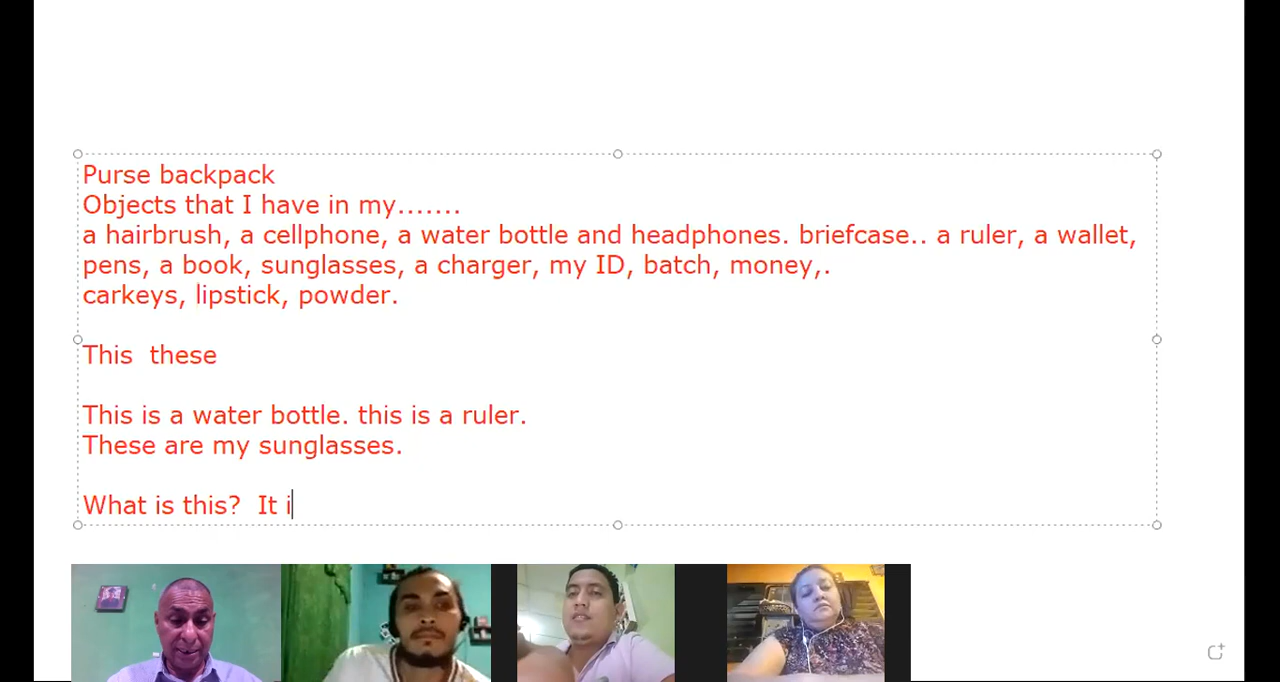 Purse backpack
Objects that I have in my.......
a hairbrush, a cellphone, a water bottle and headphones. briefcase.. a ruler, a wallet,
pens, a book, sunglasses, a charger, my ID, batch, money,.
carkeys, lipstick, powder.
This  these
This is a water bottle. this is a ruler.
These are my sunglasses.
What is this?  It i